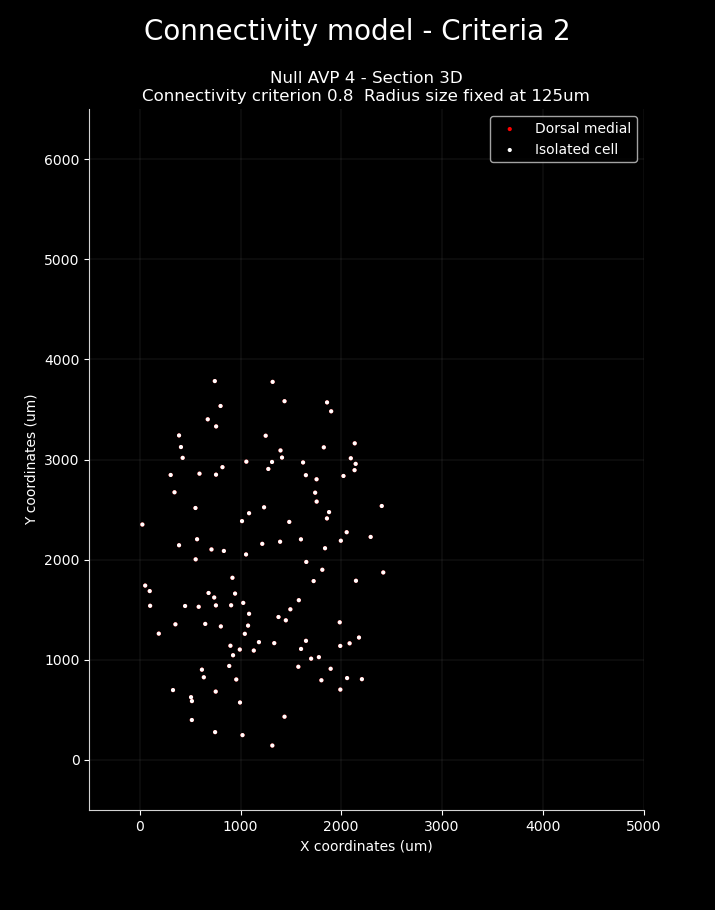 Connectivity model - Criteria 2
Null AVP 4 - Section 3D
Connectivity criterion 0.8  Radius size fixed at 125um
Dorsal medial
Isolated cell
6000
5000
4000
3000
2000
1000
0
Y coordinates (um)
0 1000 2000 3000 4000 5000
X coordinates (um)